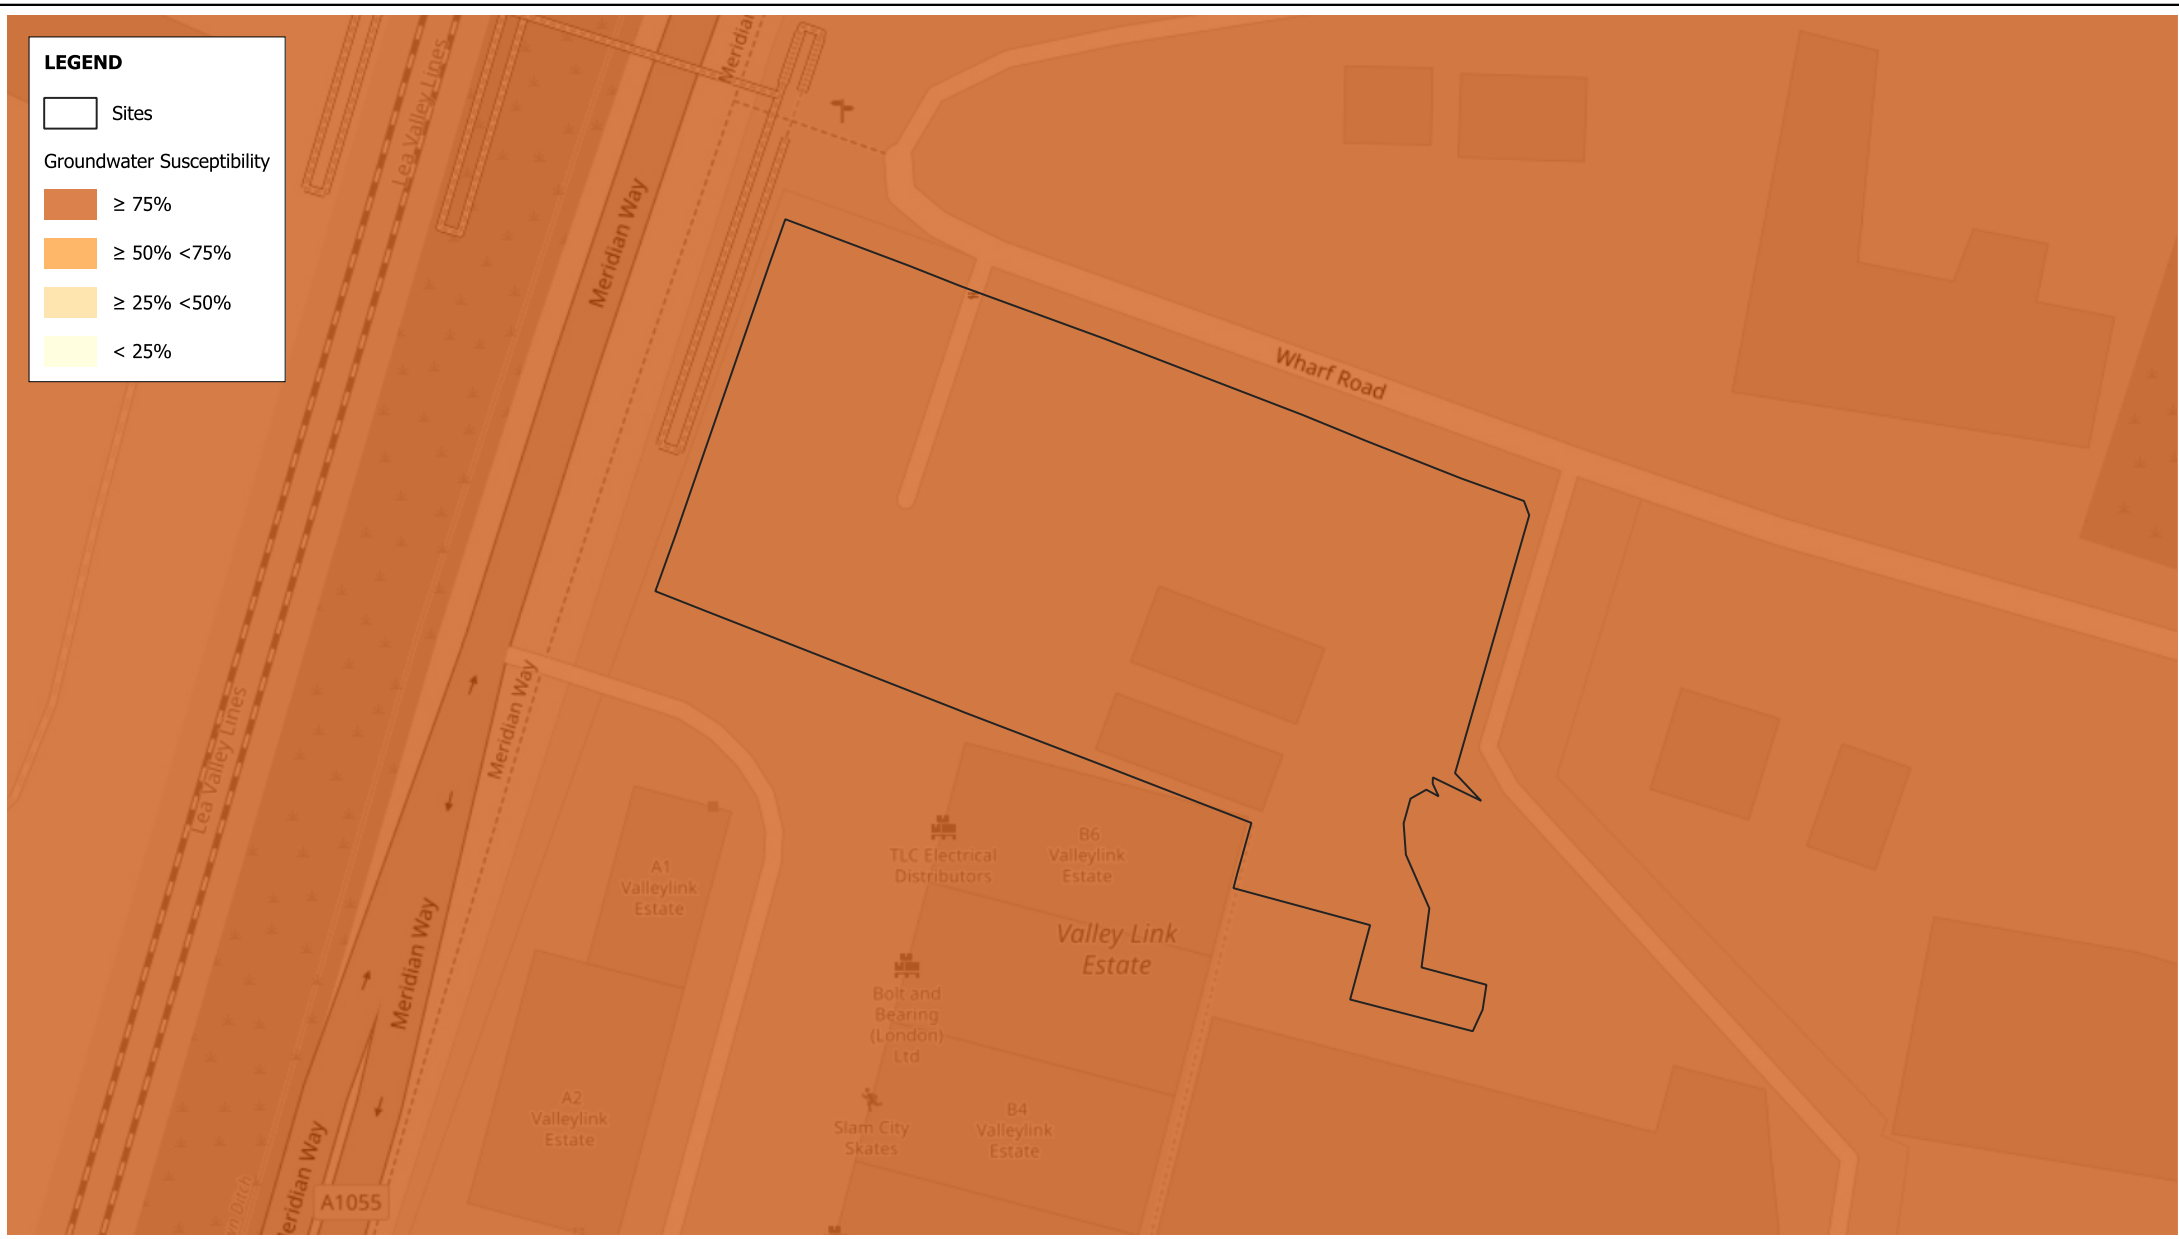 LEGEND
Sites
Groundwater Susceptibility
≥ 75%
≥ 50% <75%
≥ 25% <50%
< 25%
Lea Valley Lines
Meridian
Meridian Way
Wharf Road
Lea Valley Lines
Meridian Way
Meridian Way
A1
Valleylink
Estate
TLC Electrical
Distributors
B6
Valleylink
Estate
Valley Link
Estate
Bolt and
Bearing
(London)
Ltd
A2
Valleylink
Estate
Slam City
Skates
B4
Valleylink
Estate
Meridian Way
A1055
Ditch